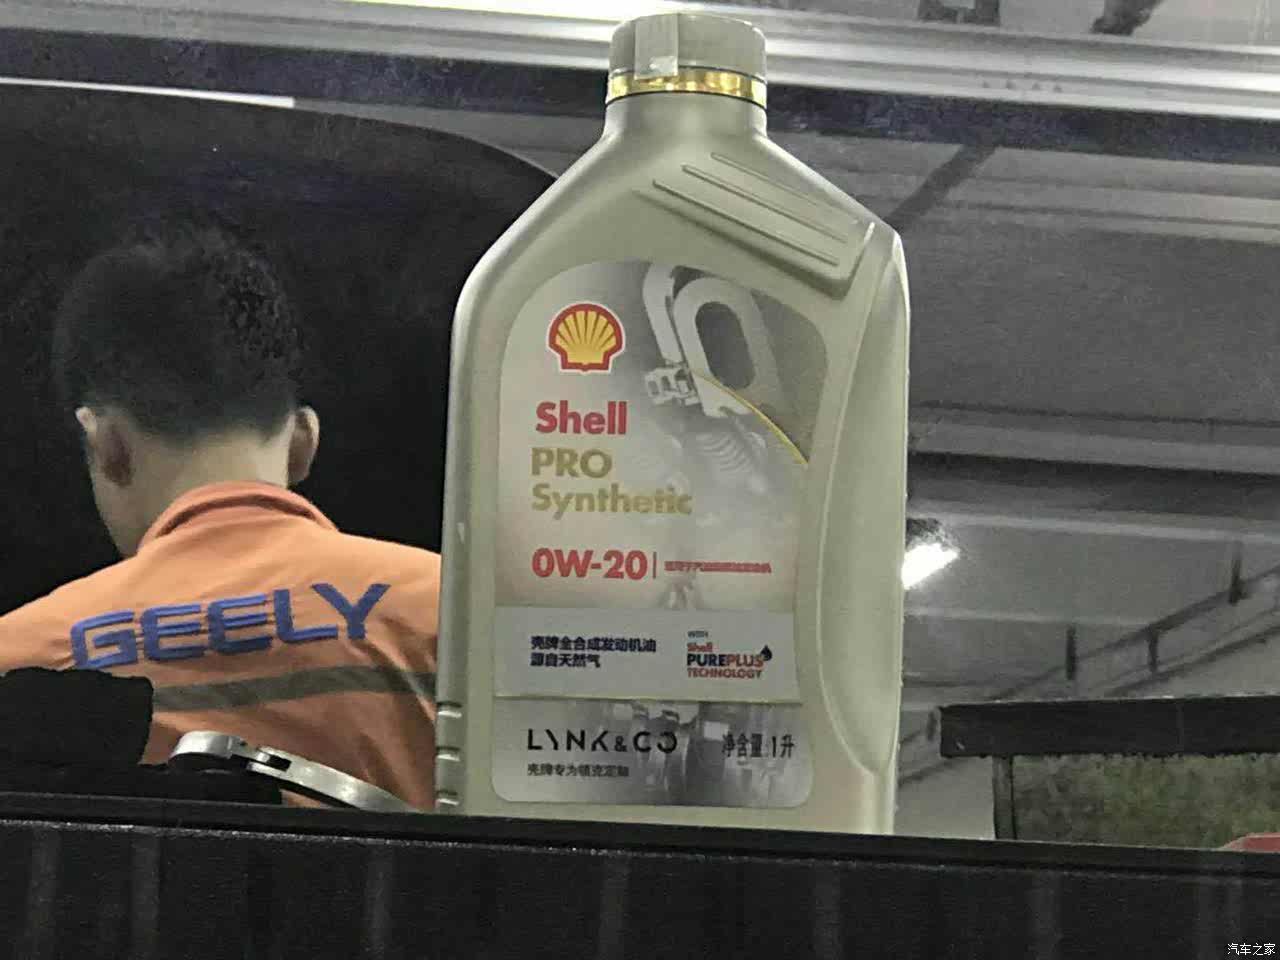 GEELY
Shell
PRO
Synthetic
0W-20
壳牌全合成发动机油
源自天然气
WITH
Shell
PUREPLUS
TECHNOLOGY
LYNK&CO
净含量:1升
壳牌专为领克定制
汽车之家